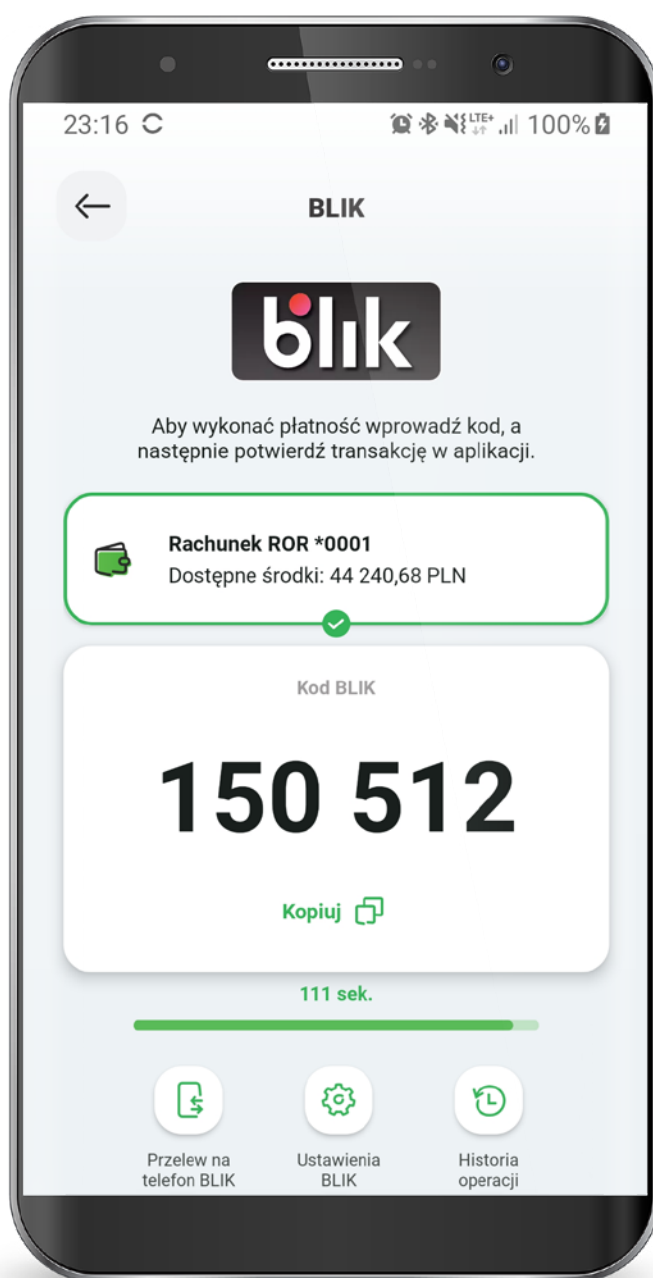 23:16
LTE+
100%
BLIK
blik
Aby wykonać płatność wprowadź kod, a
następnie potwierdź transakcję w aplikacji.
Rachunek ROR *0001
Dostępne środki: 44 240,68 PLN
Kod BLIK
150 512
Kopiuj
111 sek.
Przelew na
telefon BLIK
Ustawienia
BLIK
Historia
operacji